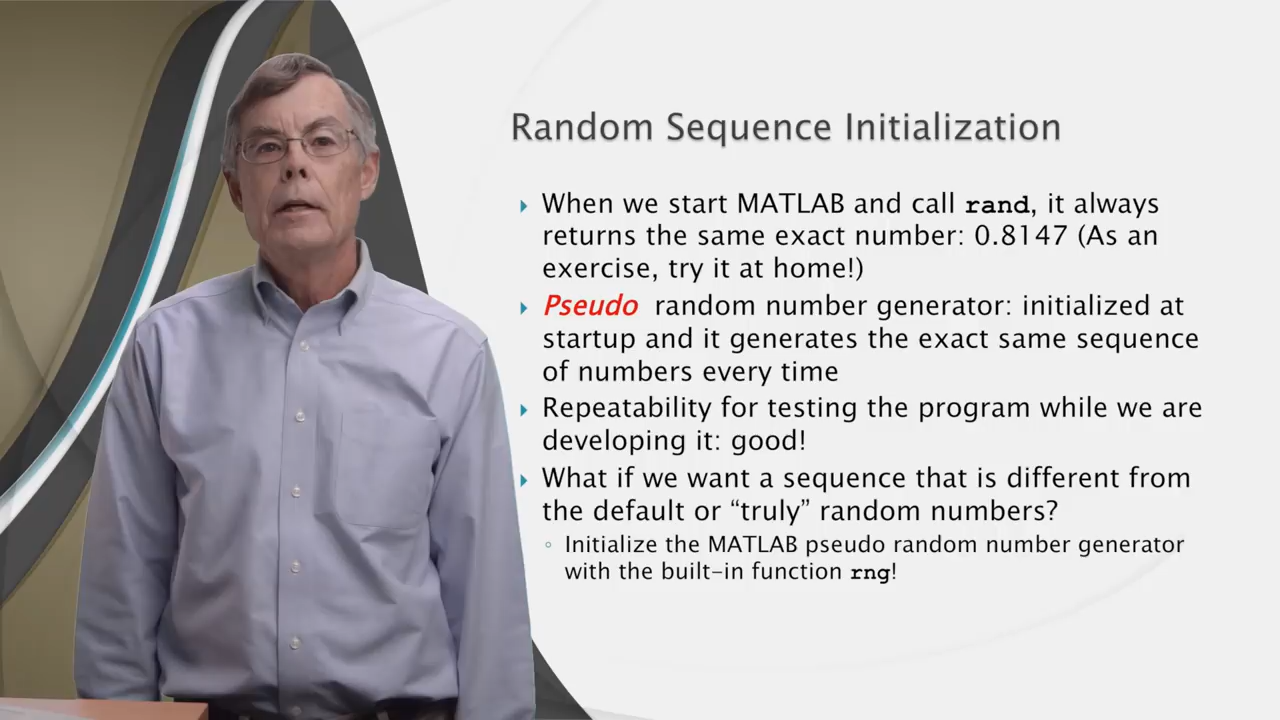 Random Sequence Initialization
When we start MATLAB and call rand, it always
returns the same exact number: 0.8147 (As an
exercise, try it at home!)
Pseudo random number generator: initialized at
startup and it generates the exact same sequence
of numbers every time
Repeatability for testing the program while we are
developing it: good!
What if we want a sequence that is different from
the default or “truly” random numbers?
Initialize the MATLAB pseudo random number generator
with the built-in function rng!